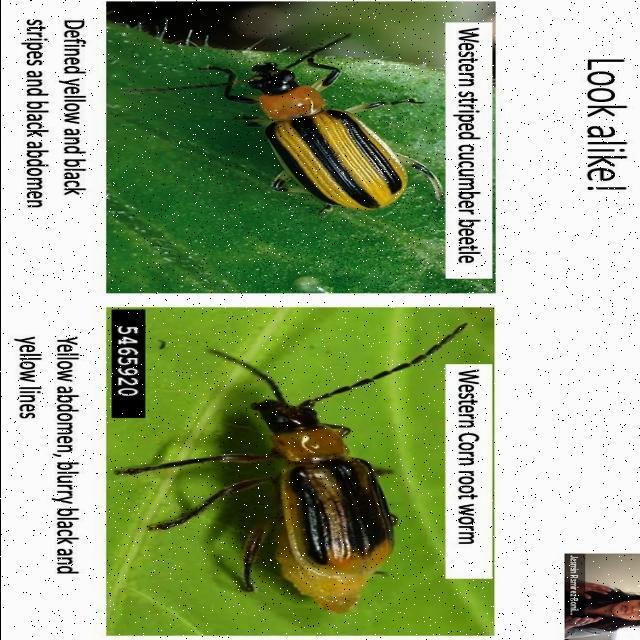 Look alike!
Western striped cucumber beetle
Western Corn root worm
5465920
Defined yellow and black
stripes and black abdomen
Yellow abdomen, blurry black and
yellow lines